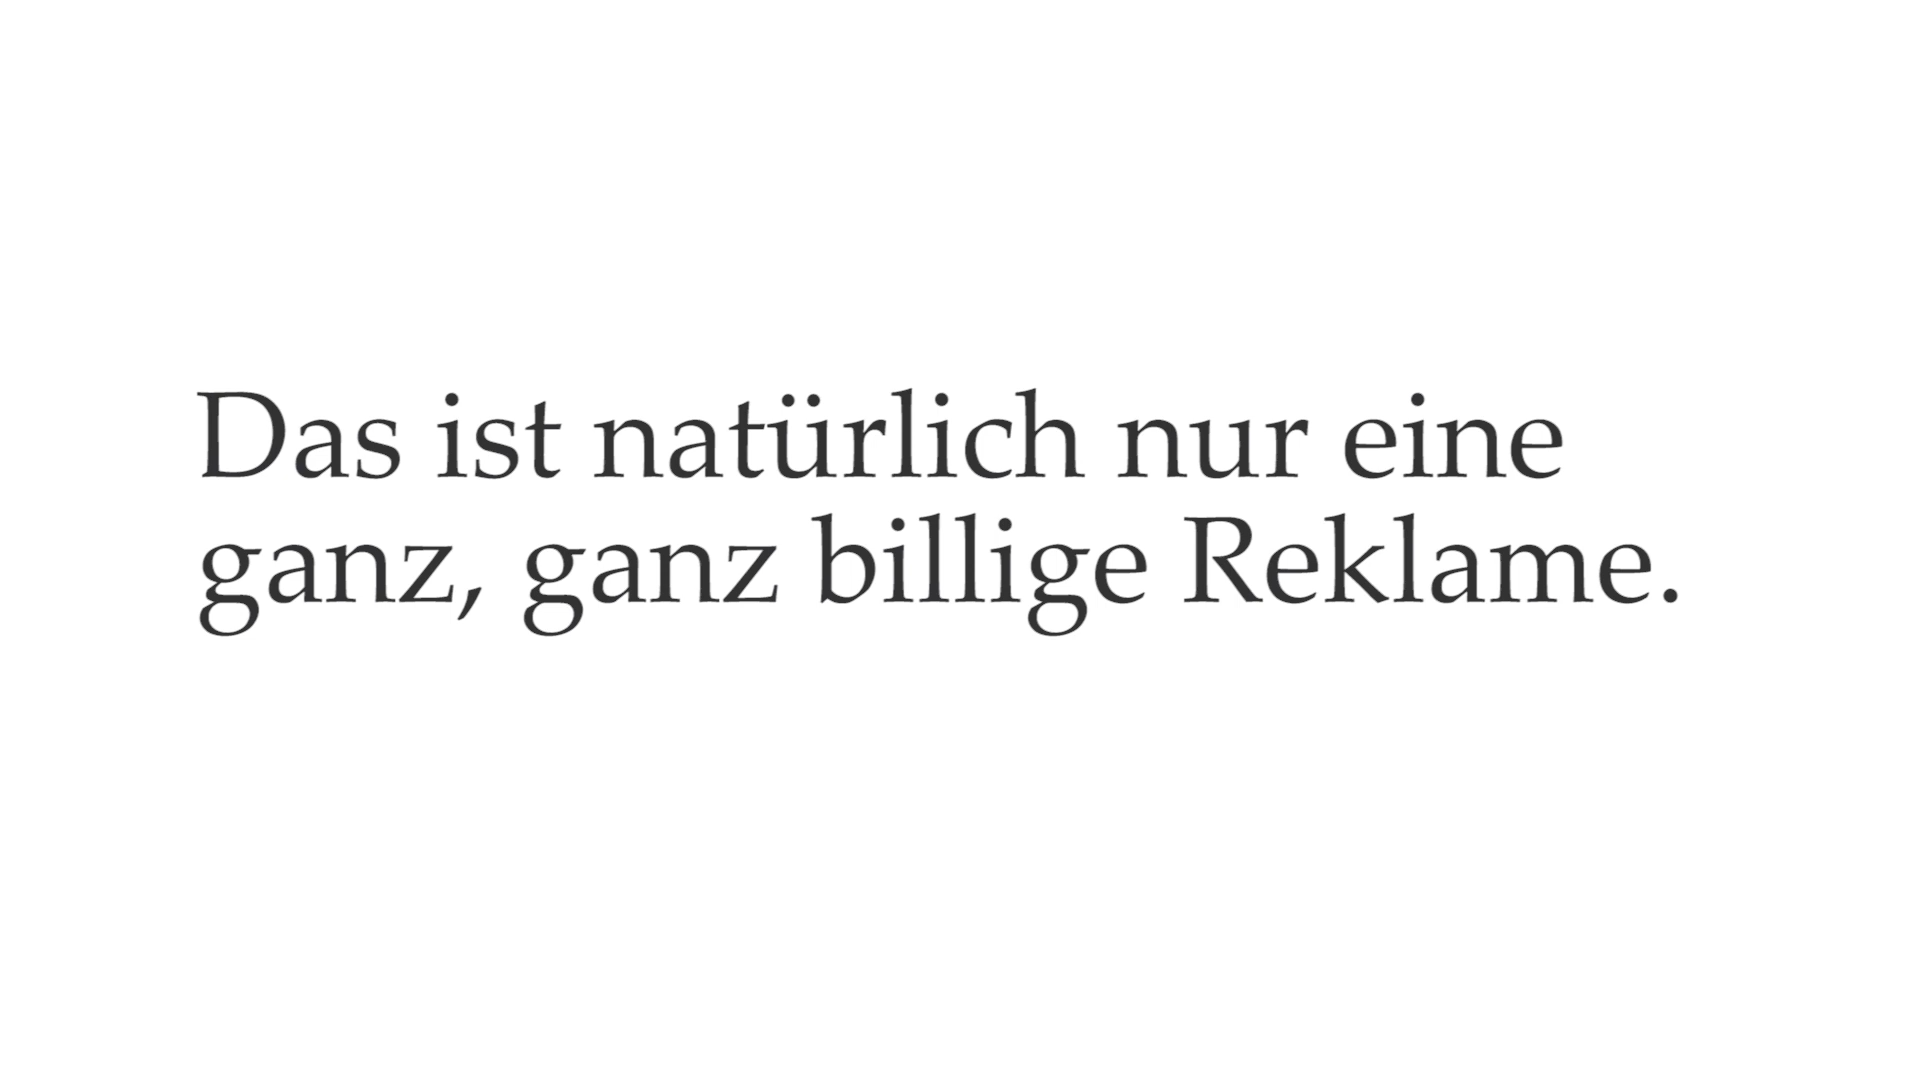 Das ist natürlich nur eine
ganz, ganz billige Reklame.